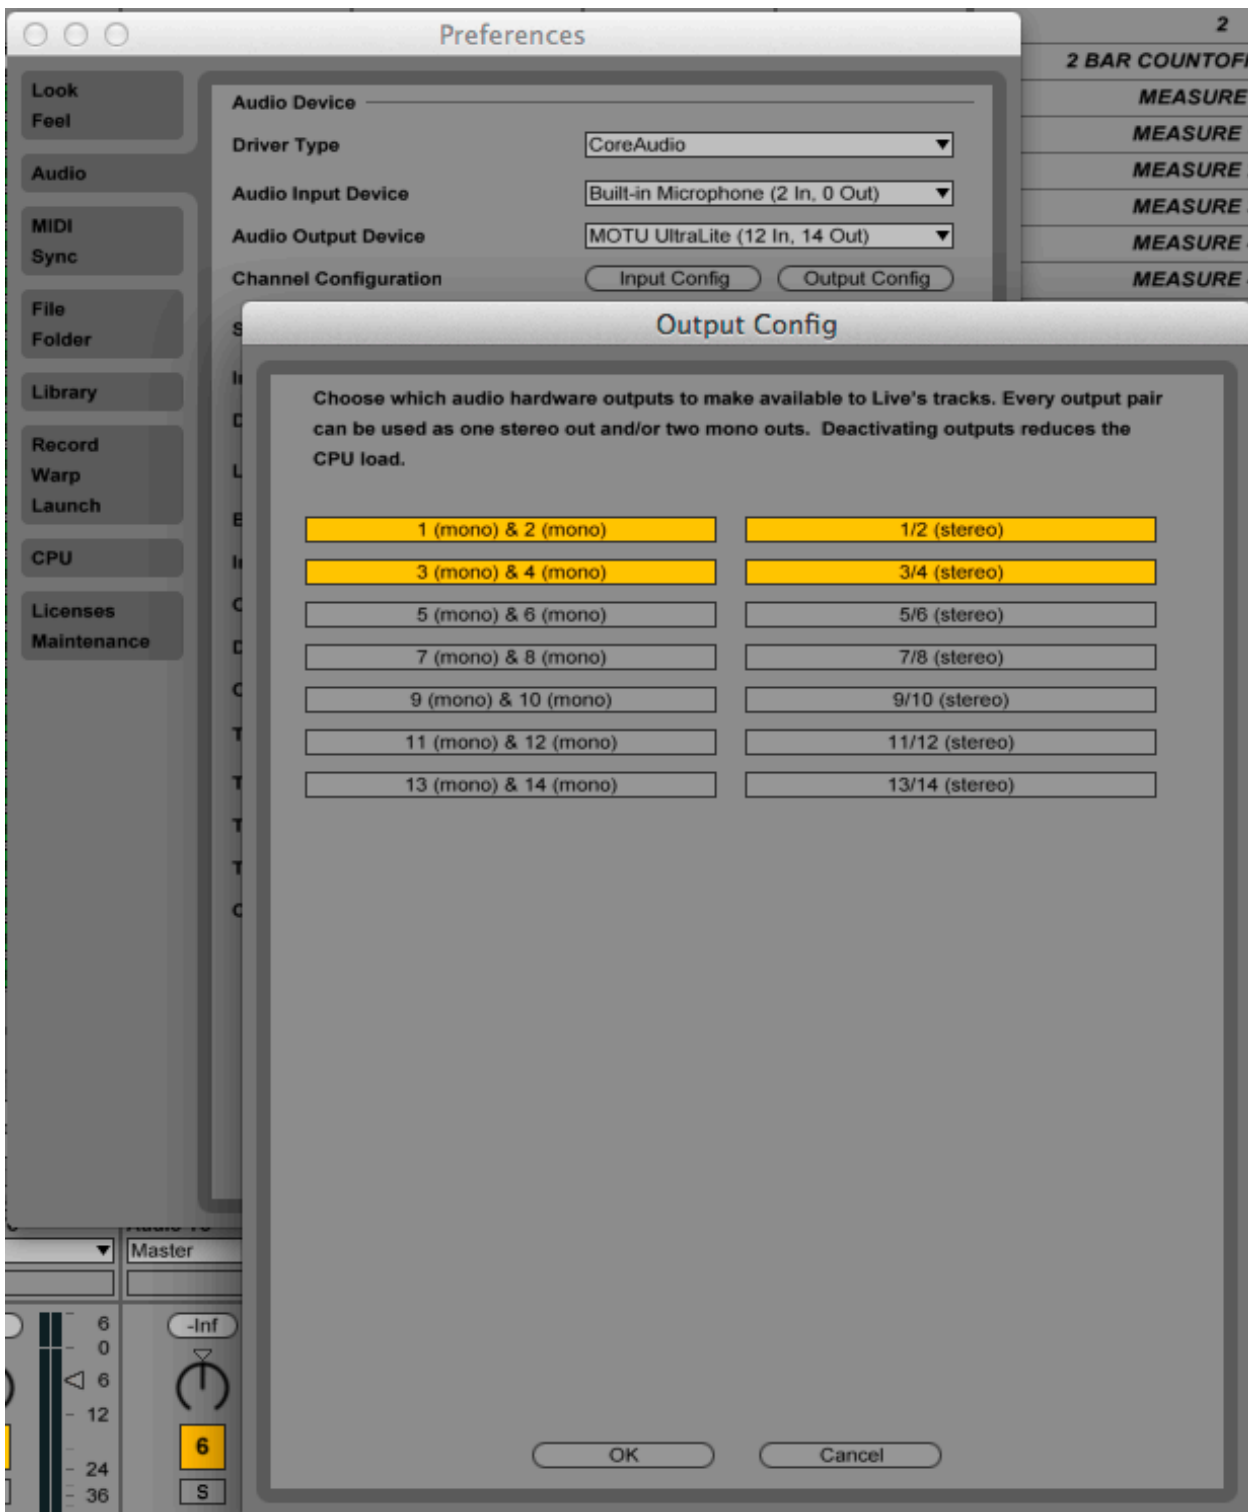 Preferences
2
2 BAR COUNTOF
MEASURE
MEASURE
MEASURE
MEASURE
MEASURE
MEASURE
Look
Feel
Audio
MIDI
Sync
File
Folder
Library
Record
Warp
Launch
CPU
Licenses
Maintenance
Audio Device
Driver Type
CoreAudio
Audio Input Device
Built-in Microphone (2 In, 0 Out)
Audio Output Device
MOTU UltraLite (12 In, 14 Out)
Channel Configuration
Input Config
Output Config
Output Config
Choose which audio hardware outputs to make available to Live's tracks. Every output pair
can be used as one stereo out and/or two mono outs. Deactivating outputs reduces the
CPU load.
1 (mono) & 2 (mono)
1/2 (stereo)
3 (mono) & 4 (mono)
3/4 (stereo)
5 (mono) & 6 (mono)
5/6 (stereo)
7 (mono) & 8 (mono)
7/8 (stereo)
9 (mono) & 10 (mono)
9/10 (stereo)
11 (mono) & 12 (mono)
11/12 (stereo)
13 (mono) & 14 (mono)
13/14 (stereo)
OK
Cancel
Master
6
0
6
12
24
36
-Inf
6
S